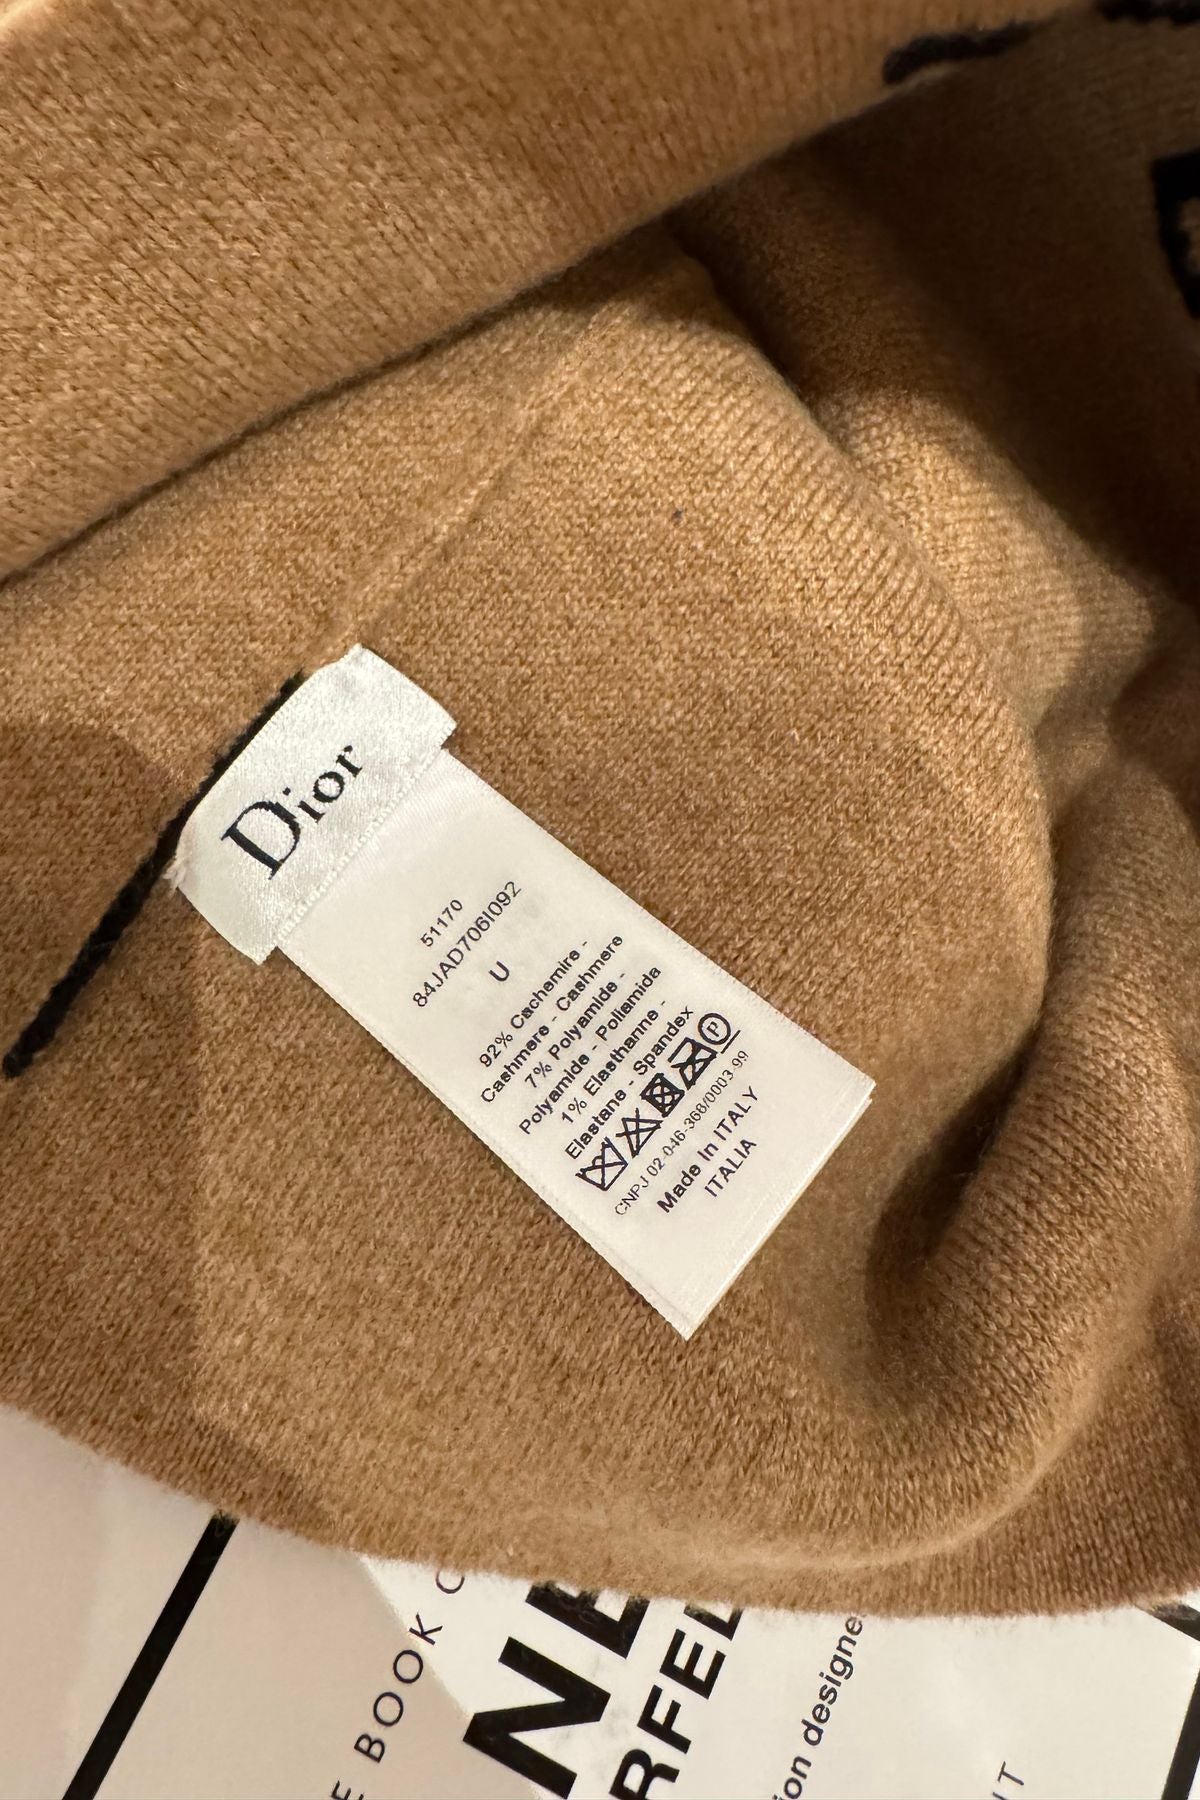 Dior
51170
84JAD706I092
U
92% Cachemire -
Cashmere - Cashmere
7% Polyamide -
Polyamide - Poliamida
1% Elasthanne -
Elastane - Spandex
P
CNPJ 02-046-368/0003-99
Made In ITALY
ITALIA
BOOK